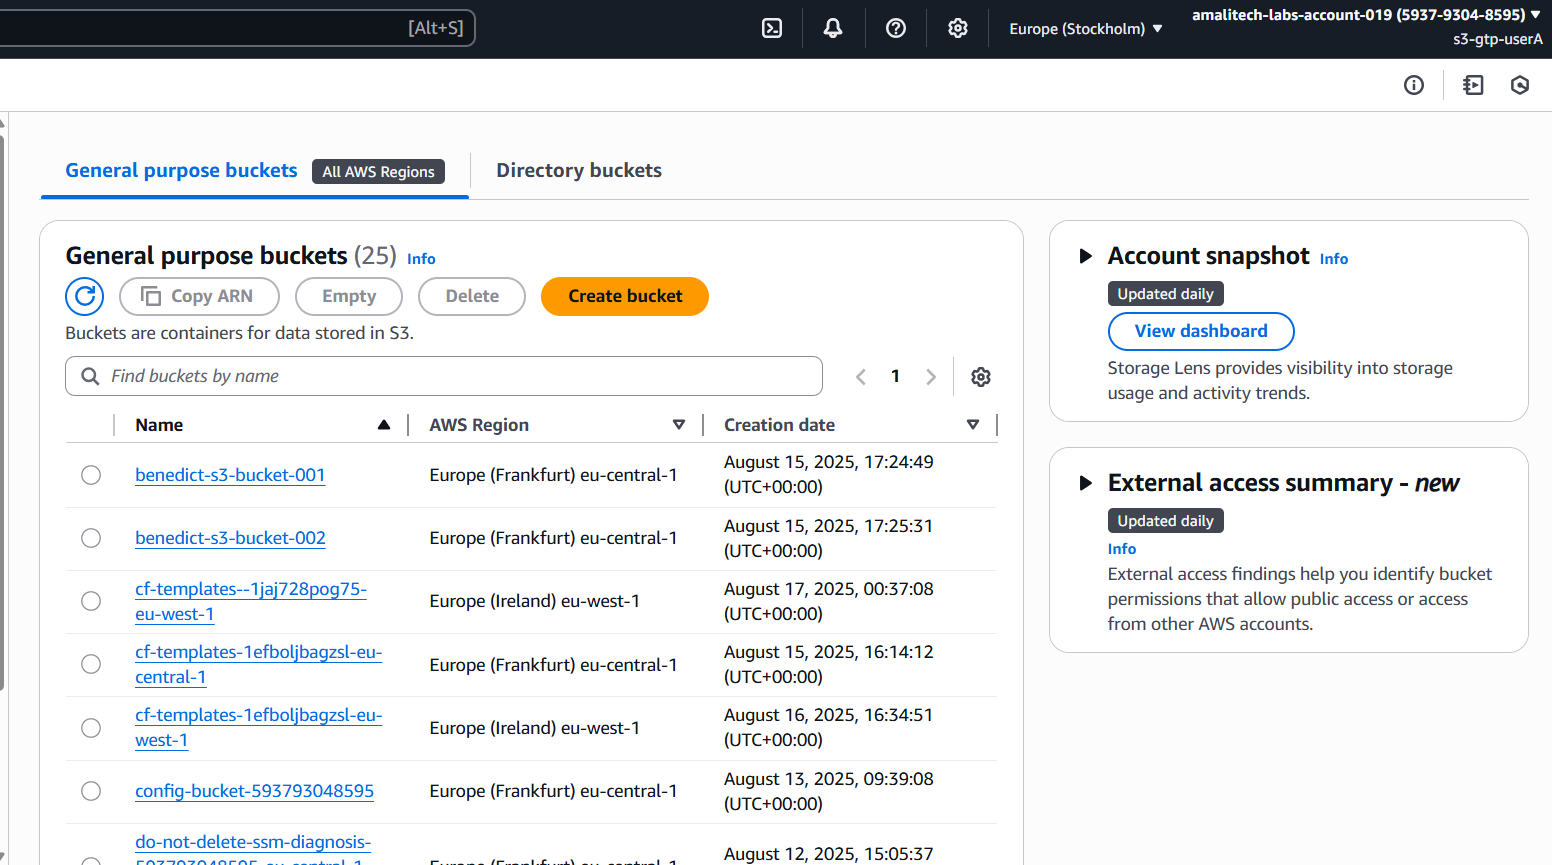 [Alt+S]
Europe (Stockholm) ▼
amalitech-labs-account-019 (5937-9304-8595) ▼
s3-gtp-userA
General purpose buckets
All AWS Regions
Directory buckets
General purpose buckets (25) Info
Copy ARN
Empty
Delete
Create bucket
Buckets are containers for data stored in S3.
Find buckets by name
1
Name
AWS Region
Creation date
benedict-s3-bucket-001
Europe (Frankfurt) eu-central-1
August 15, 2025, 17:24:49
(UTC+00:00)
benedict-s3-bucket-002
Europe (Frankfurt) eu-central-1
August 15, 2025, 17:25:31
(UTC+00:00)
cf-templates--1jaj728pog75-
eu-west-1
Europe (Ireland) eu-west-1
August 17, 2025, 00:37:08
(UTC+00:00)
cf-templates-1efboljbagzsl-eu-
central-1
Europe (Frankfurt) eu-central-1
August 15, 2025, 16:14:12
(UTC+00:00)
cf-templates-1efboljbagzsl-eu-
west-1
Europe (Ireland) eu-west-1
August 16, 2025, 16:34:51
(UTC+00:00)
config-bucket-593793048595
Europe (Frankfurt) eu-central-1
August 13, 2025, 09:39:08
(UTC+00:00)
do-not-delete-ssm-diagnosis-
593793048595-eu-central-1
Europe (Frankfurt) eu-central-1
August 12, 2025, 15:05:37
Account snapshot Info
Updated daily
View dashboard
Storage Lens provides visibility into storage
usage and activity trends.
External access summary - new
Updated daily
Info
External access findings help you identify bucket
permissions that allow public access or access
from other AWS accounts.